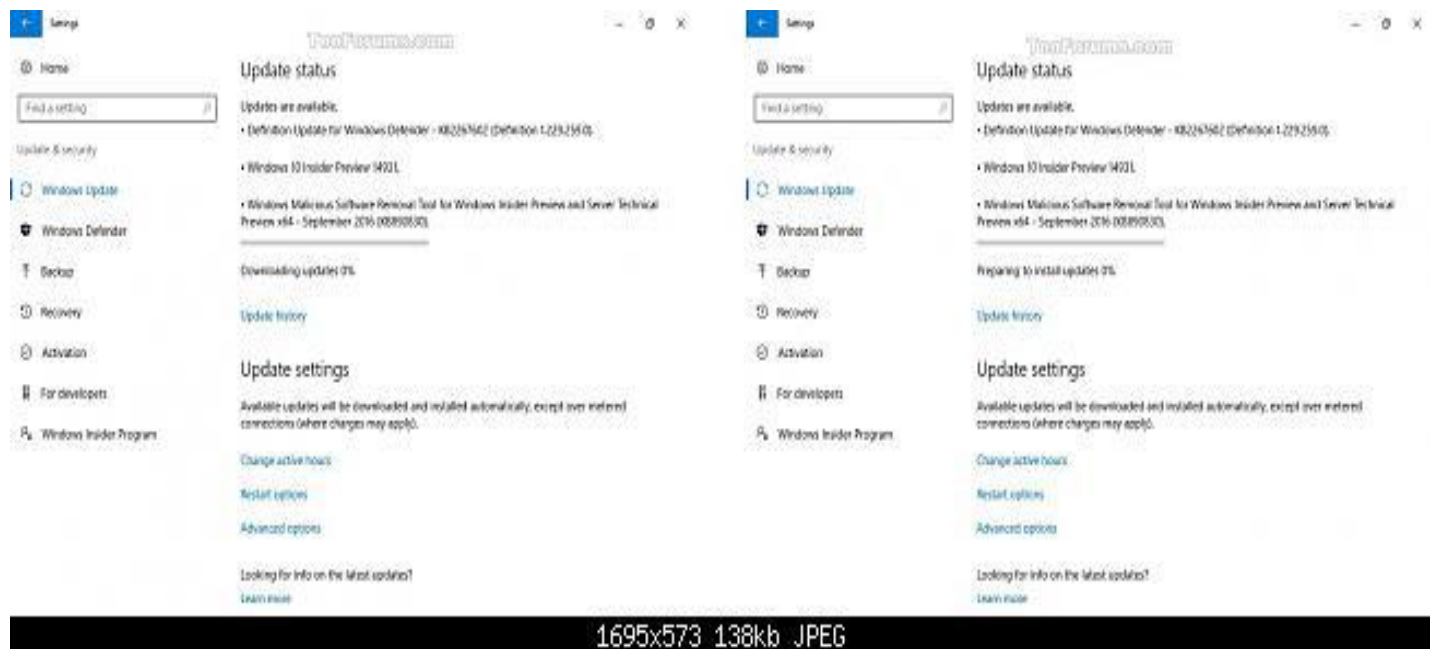 Settings
TenForums.com
Home
Update status
Find a setting
Updates are available.
• Definition Update for Windows Defender - KB2267602 (Definition 1.229.259.0).
Update & security
• Windows 10 Insider Preview 14931.
Windows Update
• Windows Malicious Software Removal Tool for Windows Insider Preview and Server Technical
Preview x64 - September 2016 (KB890830).
Windows Defender
Backup
Downloading updates 0%
Recovery
Update history
Activation
Update settings
For developers
Available updates will be downloaded and installed automatically, except over metered
connections (where charges may apply).
Windows Insider Program
Change active hours
Restart options
Advanced options
Looking for info on the latest updates?
Learn more
Settings
TenForums.com
Home
Update status
Find a setting
Updates are available.
• Definition Update for Windows Defender - KB2267602 (Definition 1.229.259.0).
Update & security
• Windows 10 Insider Preview 14931.
Windows Update
• Windows Malicious Software Removal Tool for Windows Insider Preview and Server Technical
Preview x64 - September 2016 (KB890830).
Windows Defender
Backup
Preparing to install updates 0%
Recovery
Update history
Activation
Update settings
For developers
Available updates will be downloaded and installed automatically, except over metered
connections (where charges may apply).
Windows Insider Program
Change active hours
Restart options
Advanced options
Looking for info on the latest updates?
Learn more
1695x573 138kb JPEG